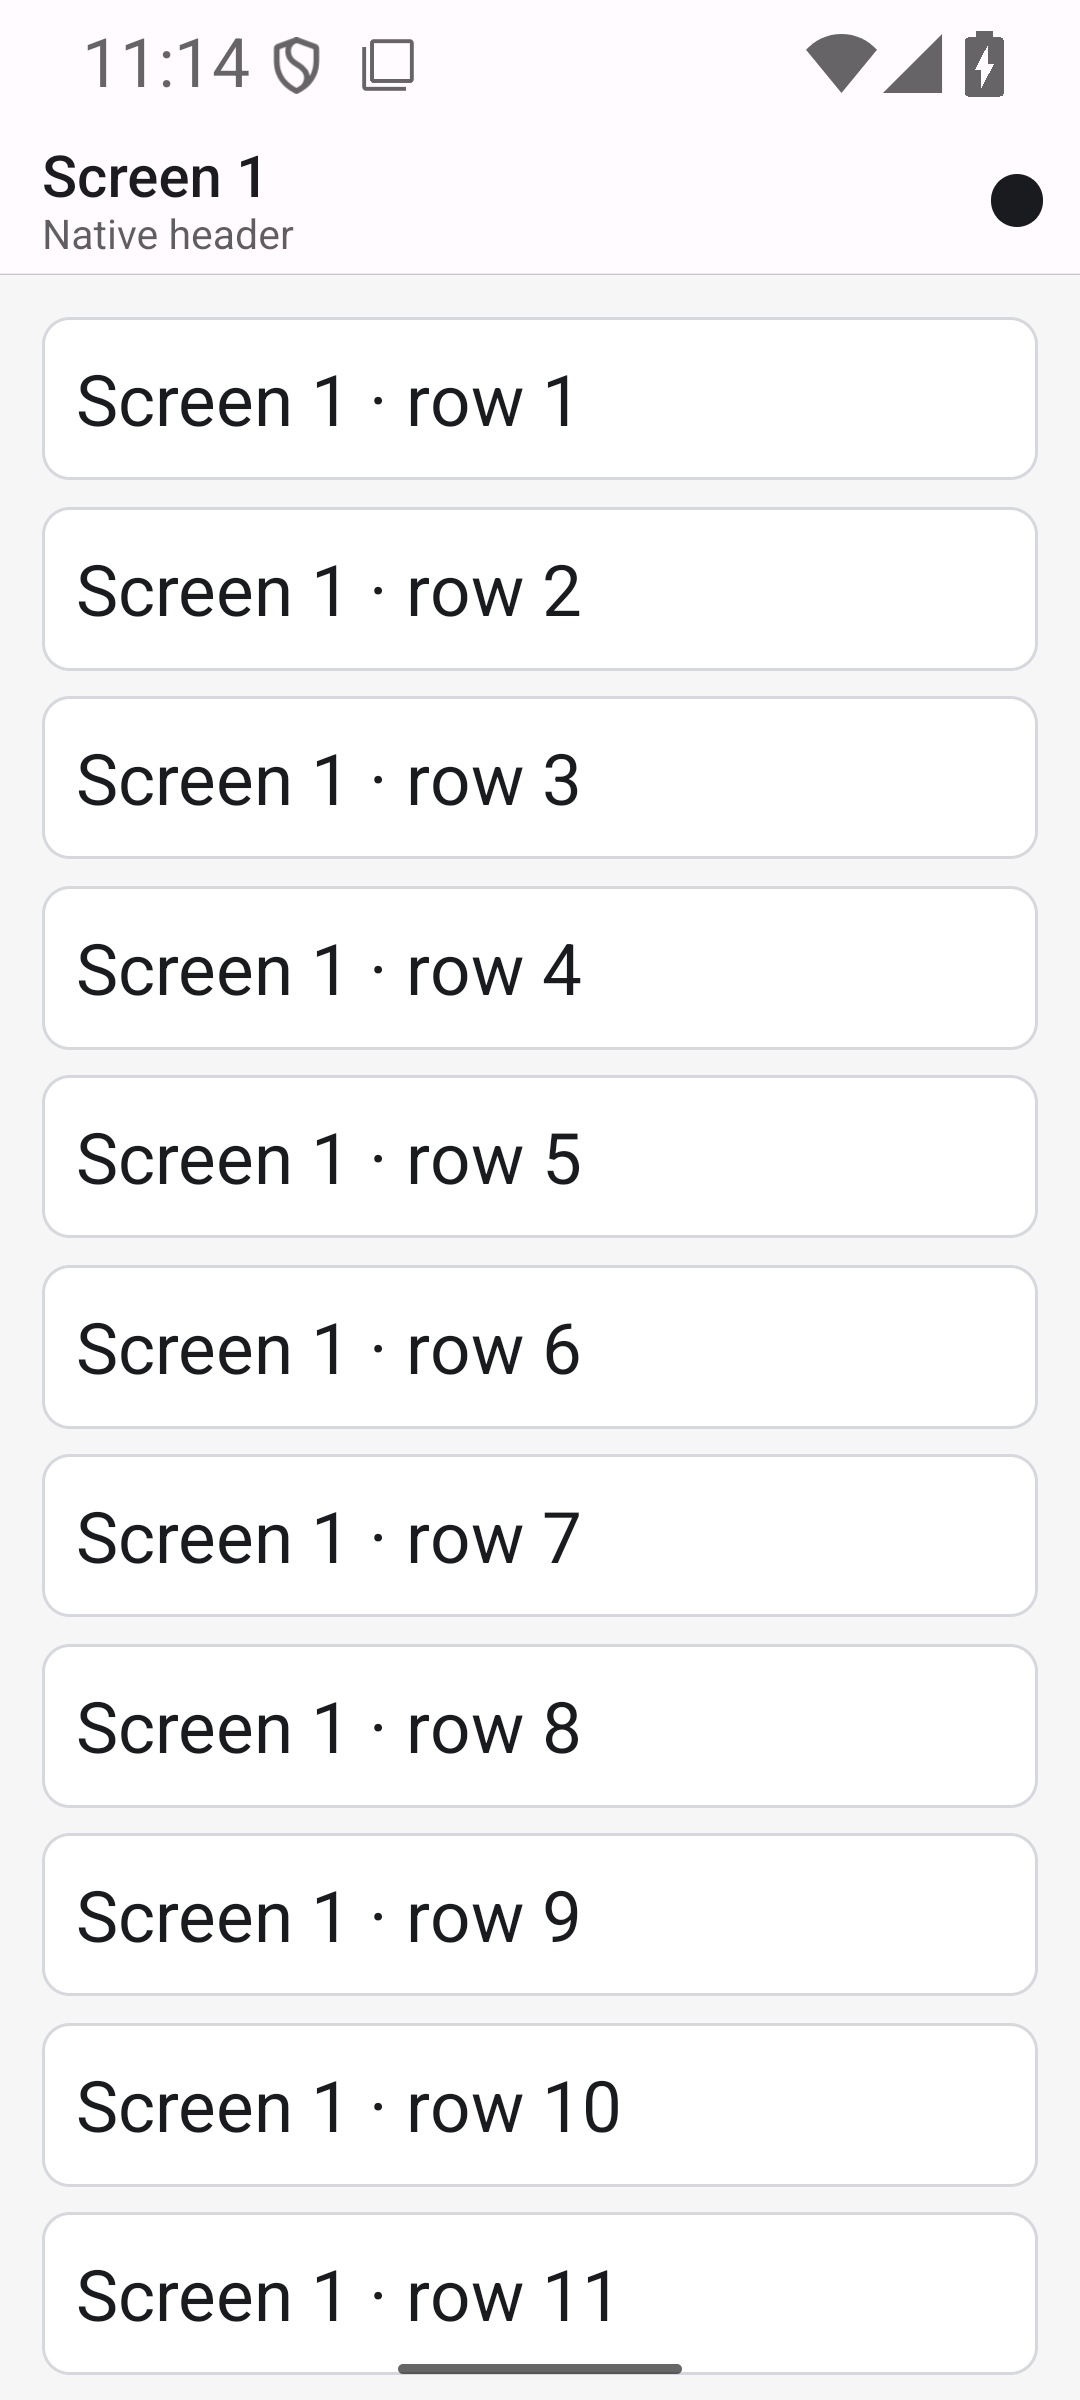 11:14
Screen 1
Native header
Screen 1 · row 1
Screen 1 · row 2
Screen 1 · row 3
Screen 1 · row 4
Screen 1 · row 5
Screen 1 · row 6
Screen 1 · row 7
Screen 1 · row 8
Screen 1 · row 9
Screen 1 · row 10
Screen 1 · row 11